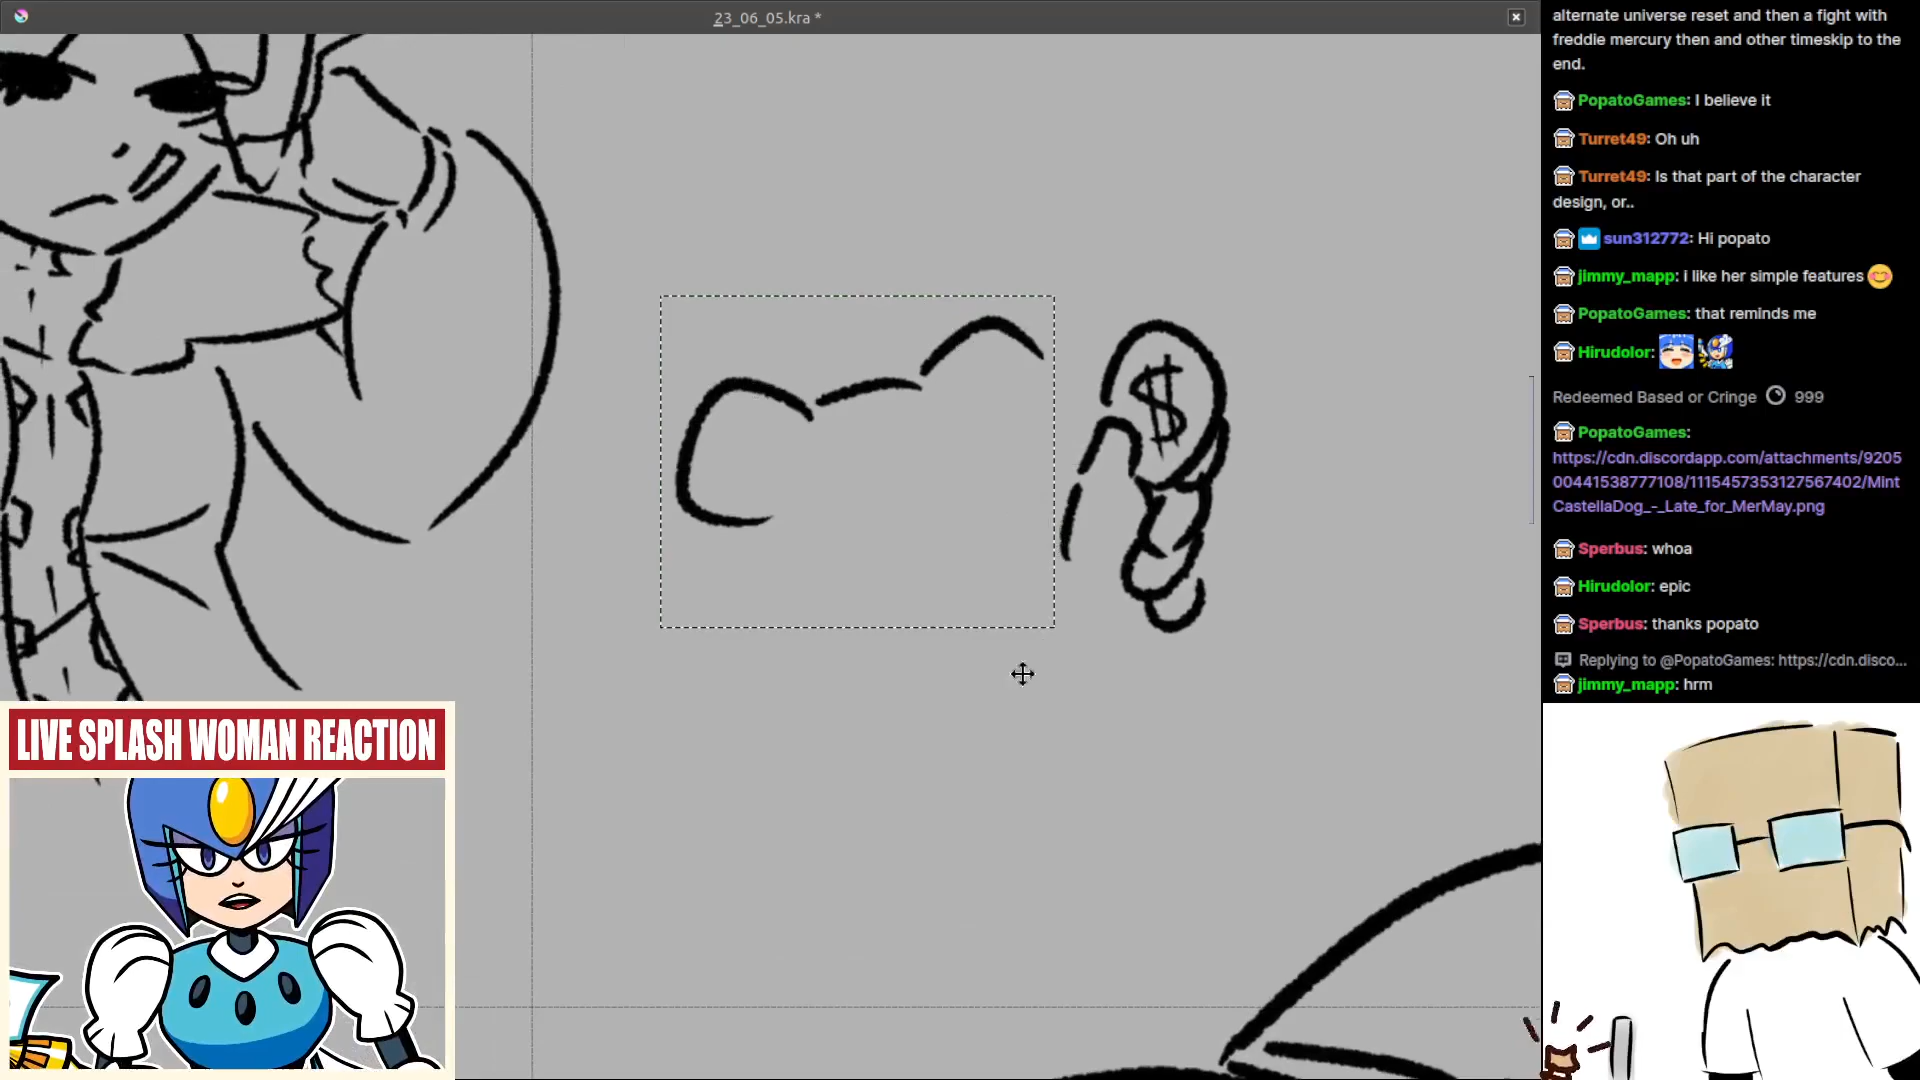 23_06_05.kra *
alternate universe reset and then a fight with
freddie mercury then and other timeskip to the
end.
PopatoGames: I believe it
Turret49: Oh uh
Turret49: Is that part of the character
design, or..
sun312772: Hi popato
jimmy_mapp: i like her simple features 😊
PopatoGames: that reminds me
Hirudolor:
Redeemed Based or Cringe 999
PopatoGames:
https://cdn.discordapp.com/attachments/9205
00441538777108/1115457353127567402/Mint
CastellaDog_-_Late_for_MerMay.png
Sperbus: whoa
Hirudolor: epic
Sperbus: thanks popato
Replying to @PopatoGames: https://cdn.disco...
jimmy_mapp: hrm
$
LIVE SPLASH WOMAN REACTION